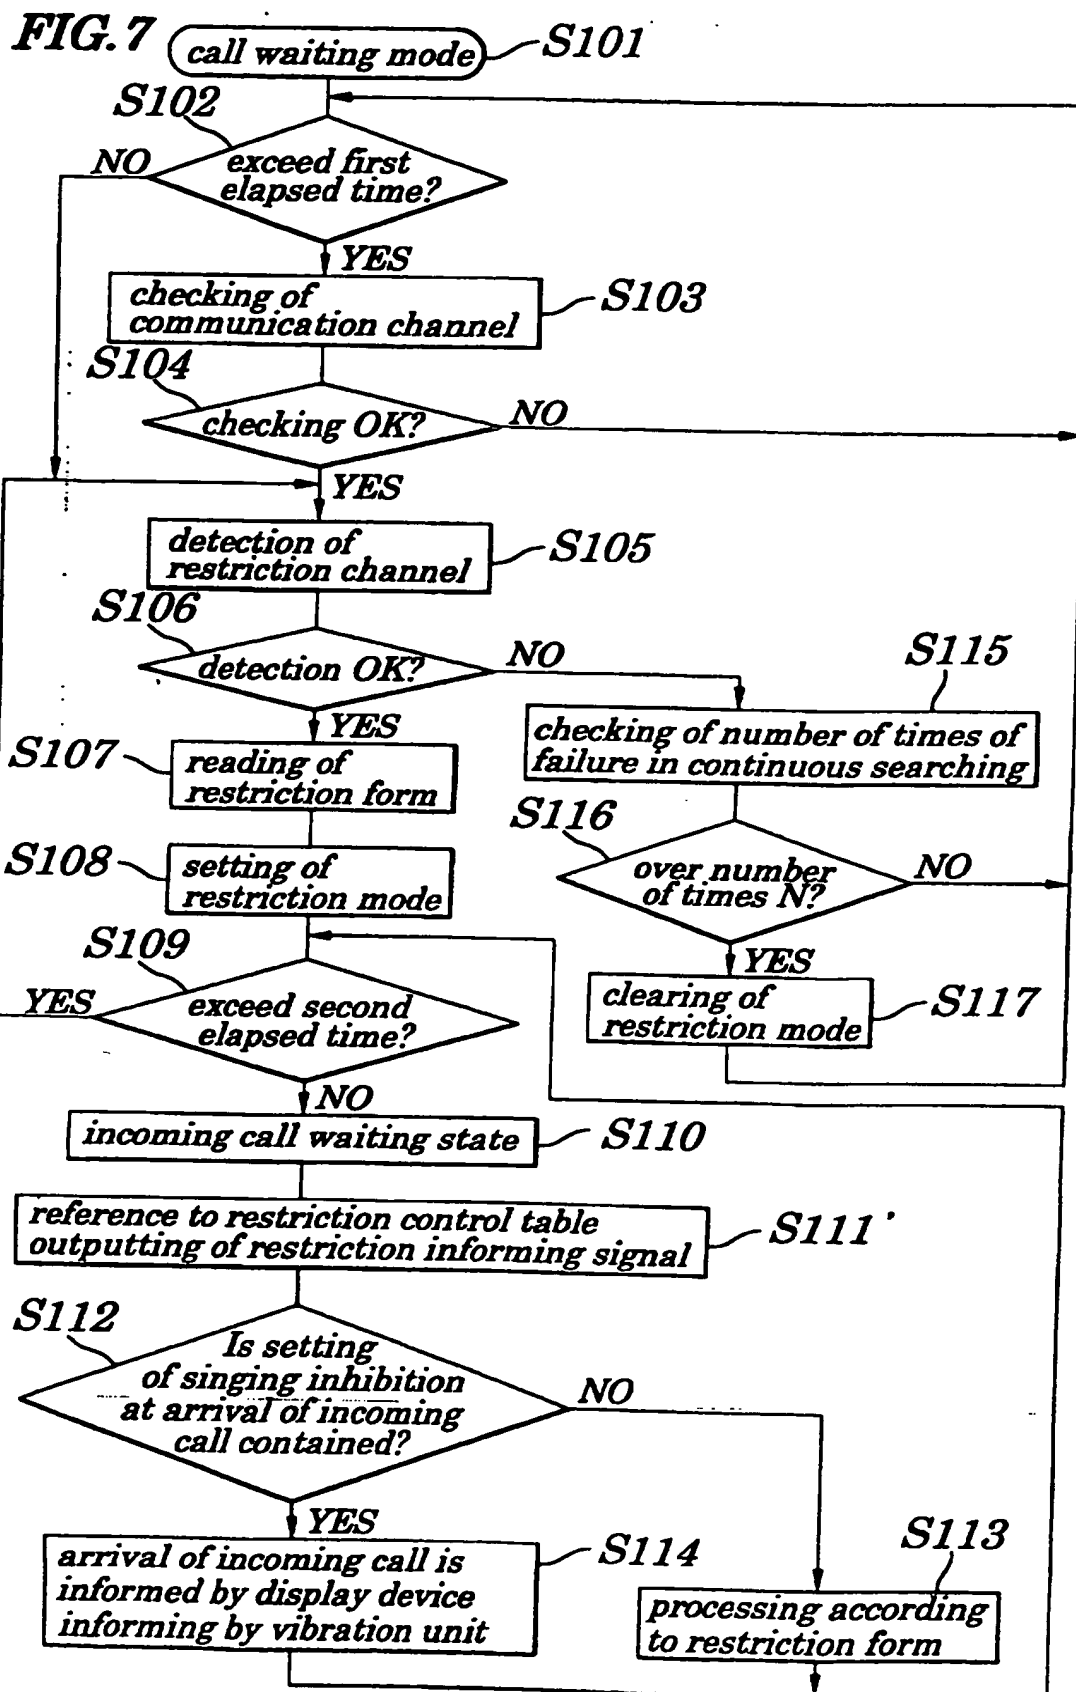 FIG. 7
call waiting mode
S101
S102
NO
exceed first
elapsed time?
YES
checking of
communication channel
S103
S104
checking OK?
NO
YES
detection of
restriction channel
S105
S106
detection OK?
NO
S115
YES
S107
reading of
restriction form
checking of number of times of
failure in continuous searching
S116
S108
setting of
restriction mode
over number
of times N?
NO
S109
YES
YES
exceed second
elapsed time?
clearing of
restriction mode
S117
NO
incoming call waiting state
S110
reference to restriction control table
outputting of restriction informing signal
S111'
S112
Is setting
of singing inhibition
at arrival of incoming
call contained?
NO
YES
S114
S113
arrival of incoming call is
informed by display device
informing by vibration unit
processing according
to restriction form